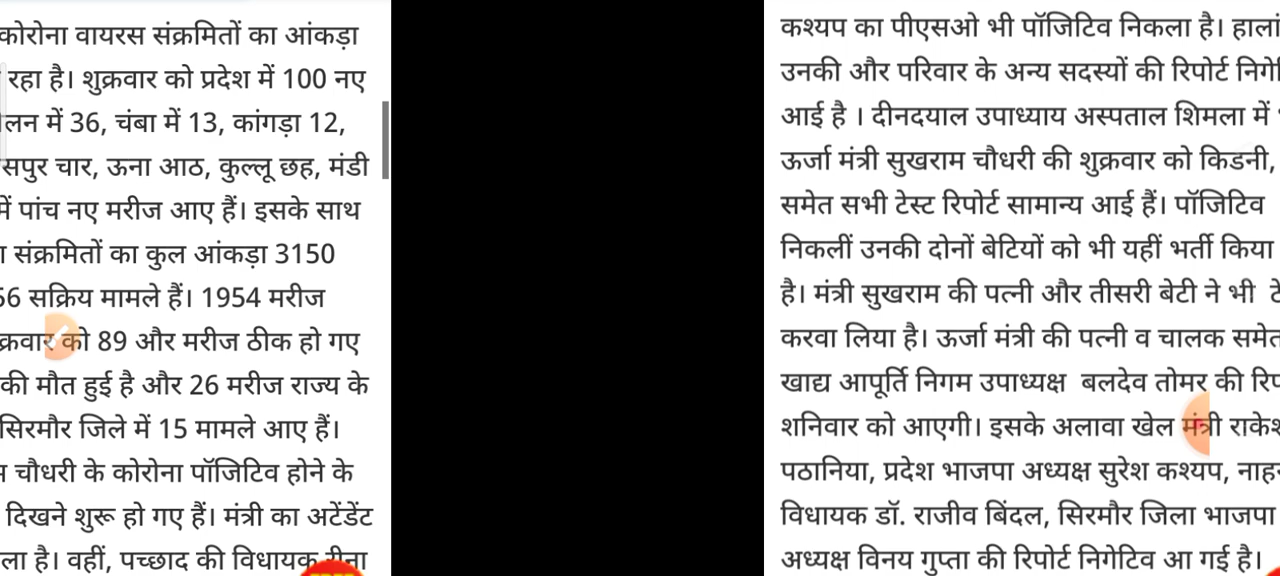 कोरोना वायरस संक्रमितों का आंकड़ा
रहा है। शुक्रवार को प्रदेश में 100 नए
में 36, चंबा में 13, कांगड़ा 12,
चार, ऊना आठ, कुल्लू छह, मंडी
में पांच नए मरीज आए हैं। इसके साथ
संक्रमितों का कुल आंकड़ा 3150
सक्रिय मामले हैं। 1954 मरीज
को 89 और मरीज ठीक हो गए
की मौत हुई है और 26 मरीज राज्य के
सिरमौर जिले में 15 मामले आए हैं।
चौधरी के कोरोना पॉजिटिव होने के
दिखने शुरू हो गए हैं। मंत्री का अटेंडेंट
है। वहीं, पच्छाद की विधायक
कश्यप का पीएसओ भी पॉजिटिव निकला है।
उनकी और परिवार के अन्य सदस्यों की रिपोर्ट
आई है । दीनदयाल उपाध्याय अस्पताल शिमला में
ऊर्जा मंत्री सुखराम चौधरी की शुक्रवार को किडनी,
समेत सभी टेस्ट रिपोर्ट सामान्य आई हैं। पॉजिटिव
निकलीं उनकी दोनों बेटियों को भी यहीं भर्ती किया
है। मंत्री सुखराम की पत्नी और तीसरी बेटी ने भी
करवा लिया है। ऊर्जा मंत्री की पत्नी व चालक समेत
खाद्य आपूर्ति निगम उपाध्यक्ष बलदेव तोमर की
शनिवार को आएगी। इसके अलावा खेल मंत्री राकेश
पठानिया, प्रदेश भाजपा अध्यक्ष सुरेश कश्यप,
विधायक डॉ. राजीव बिंदल, सिरमौर जिला भाजपा
अध्यक्ष विनय गुप्ता की रिपोर्ट निगेटिव आ गई है।